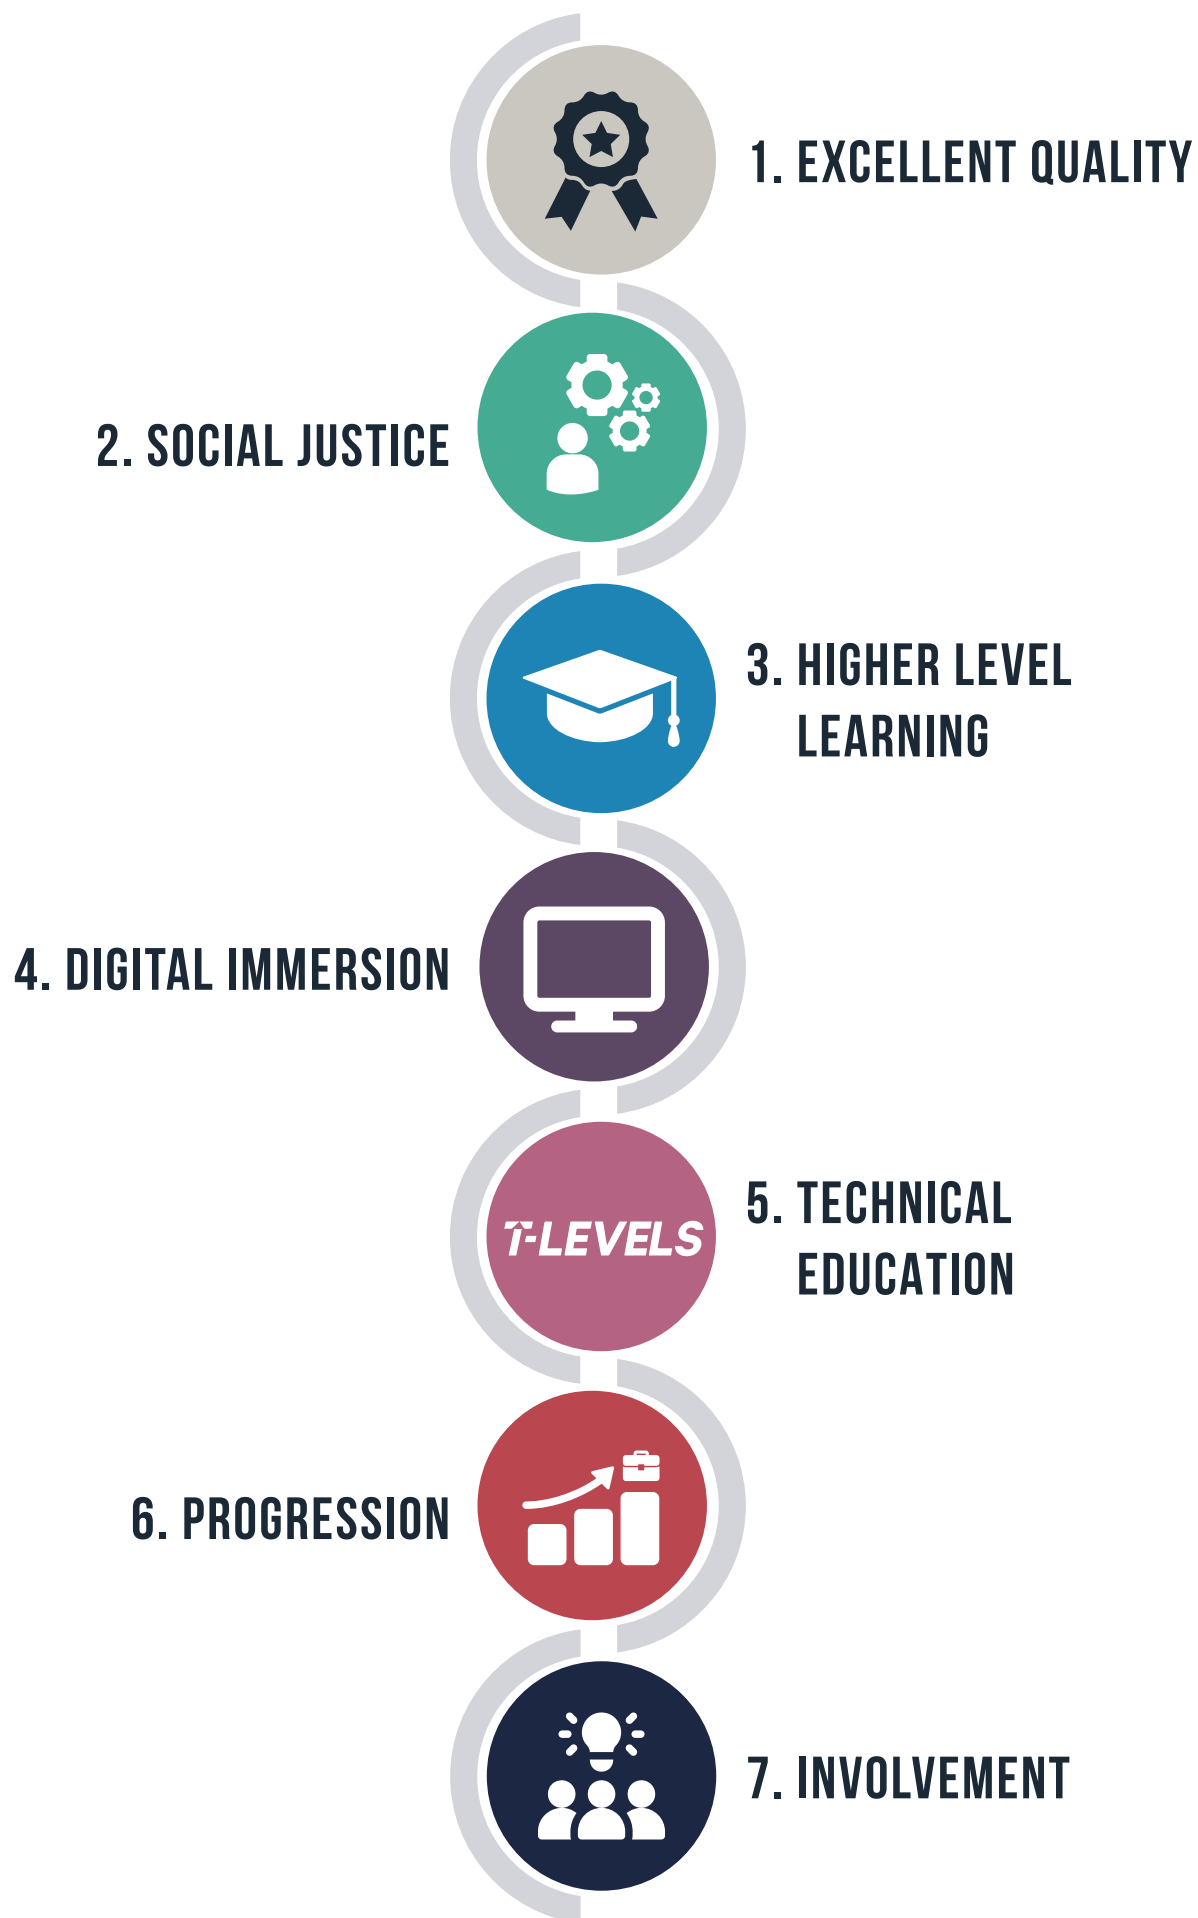 1. EXCELLENT QUALITY
2. SOCIAL JUSTICE
3. HIGHER LEVEL
LEARNING
4. DIGITAL IMMERSION
T-LEVELS
5. TECHNICAL
EDUCATION
6. PROGRESSION
7. INVOLVEMENT